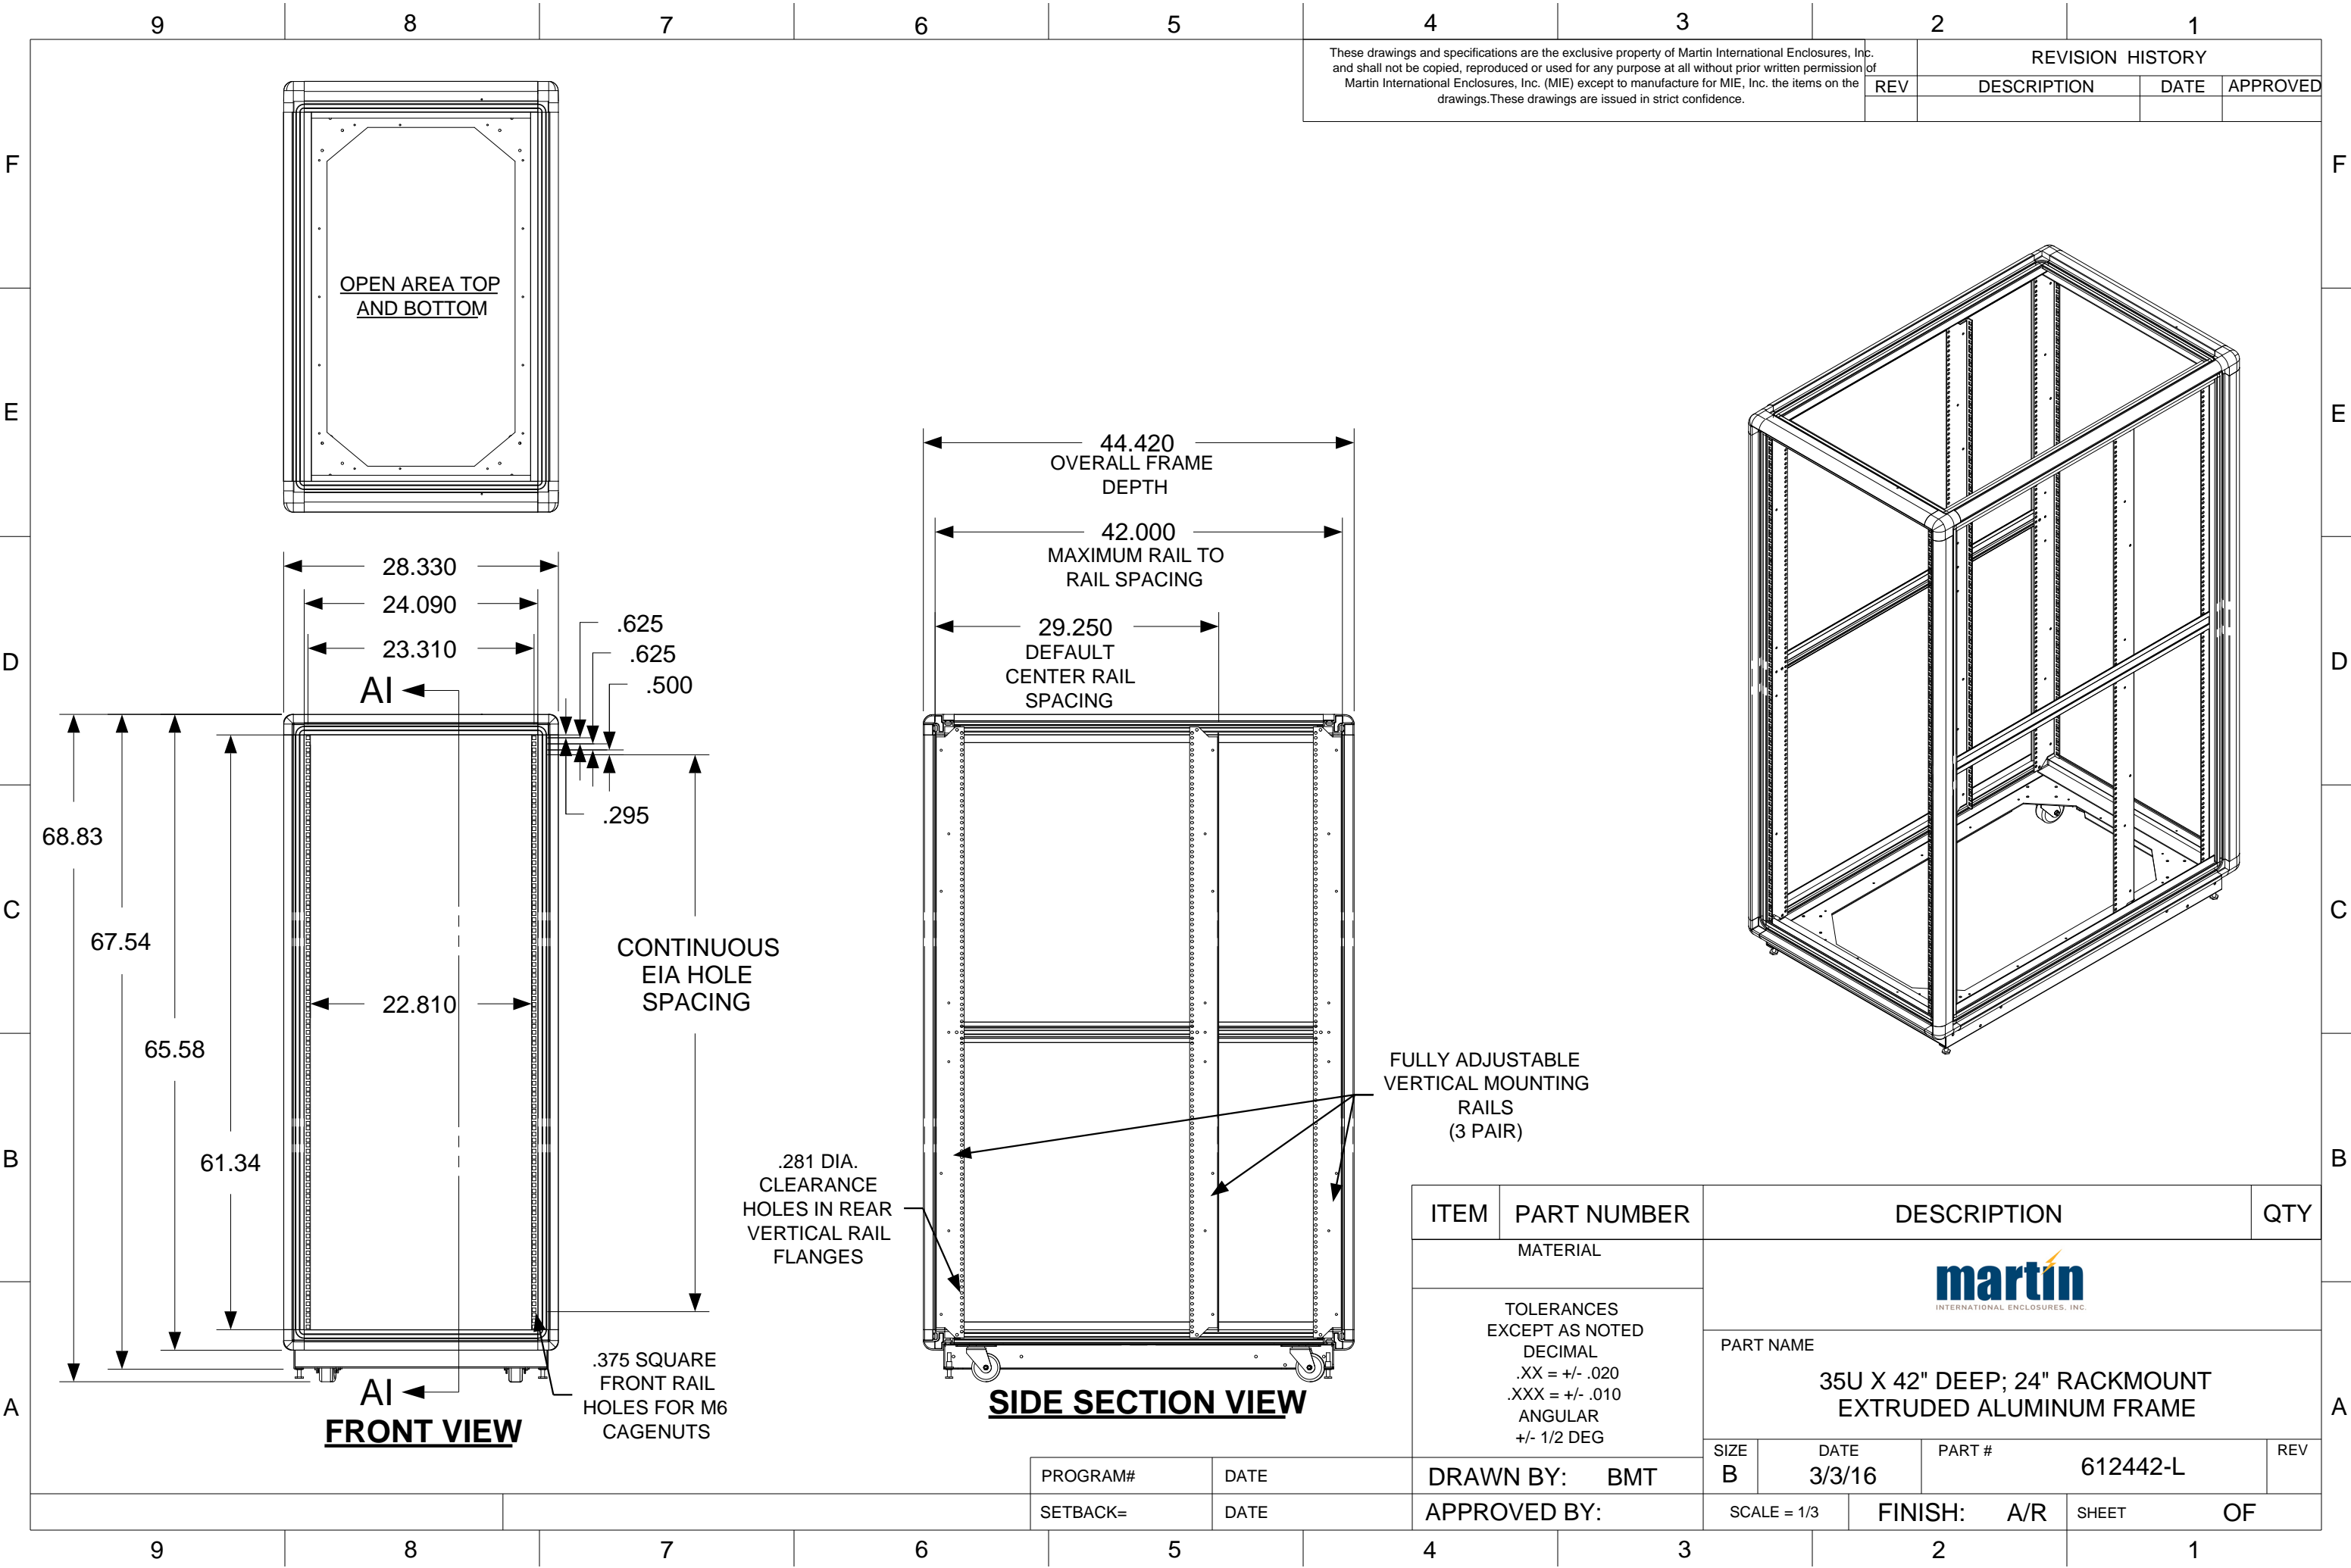 9 8 7 6 5 4 3 2 1
These drawings and specifications are the exclusive property of Martin International Enclosures, Inc.
and shall not be copied, reproduced or used for any purpose at all without prior written permission of
Martin International Enclosures, Inc. (MIE) except to manufacture for MIE, Inc. the items on the
drawings.These drawings are issued in strict confidence.
REVISION HISTORY
REV DESCRIPTION DATE APPROVED
F F
E E
D D
C C
B B
A A
OPEN AREA TOP
AND BOTTOM
28.330
24.090
23.310
.625
.625
.500
.295
AI
68.83
67.54
65.58
61.34
22.810
CONTINUOUS
EIA HOLE
SPACING
.375 SQUARE
FRONT RAIL
HOLES FOR M6
CAGENUTS
AI
FRONT VIEW
44.420
OVERALL FRAME
DEPTH
42.000
MAXIMUM RAIL TO
RAIL SPACING
29.250
DEFAULT
CENTER RAIL
SPACING
FULLY ADJUSTABLE
VERTICAL MOUNTING
RAILS
(3 PAIR)
.281 DIA.
CLEARANCE
HOLES IN REAR
VERTICAL RAIL
FLANGES
SIDE SECTION VIEW
ITEM PART NUMBER DESCRIPTION QTY
MATERIAL
martin
INTERNATIONAL ENCLOSURES, INC.
TOLERANCES
EXCEPT AS NOTED
DECIMAL
.XX = +/- .020
.XXX = +/- .010
ANGULAR
+/- 1/2 DEG
PART NAME
35U X 42" DEEP; 24" RACKMOUNT
EXTRUDED ALUMINUM FRAME
SIZE DATE PART # REV
B 3/3/16 612442-L
PROGRAM# DATE DRAWN BY: BMT
SETBACK= DATE APPROVED BY: SCALE = 1/3 FINISH: A/R SHEET OF
9 8 7 6 5 4 3 2 1